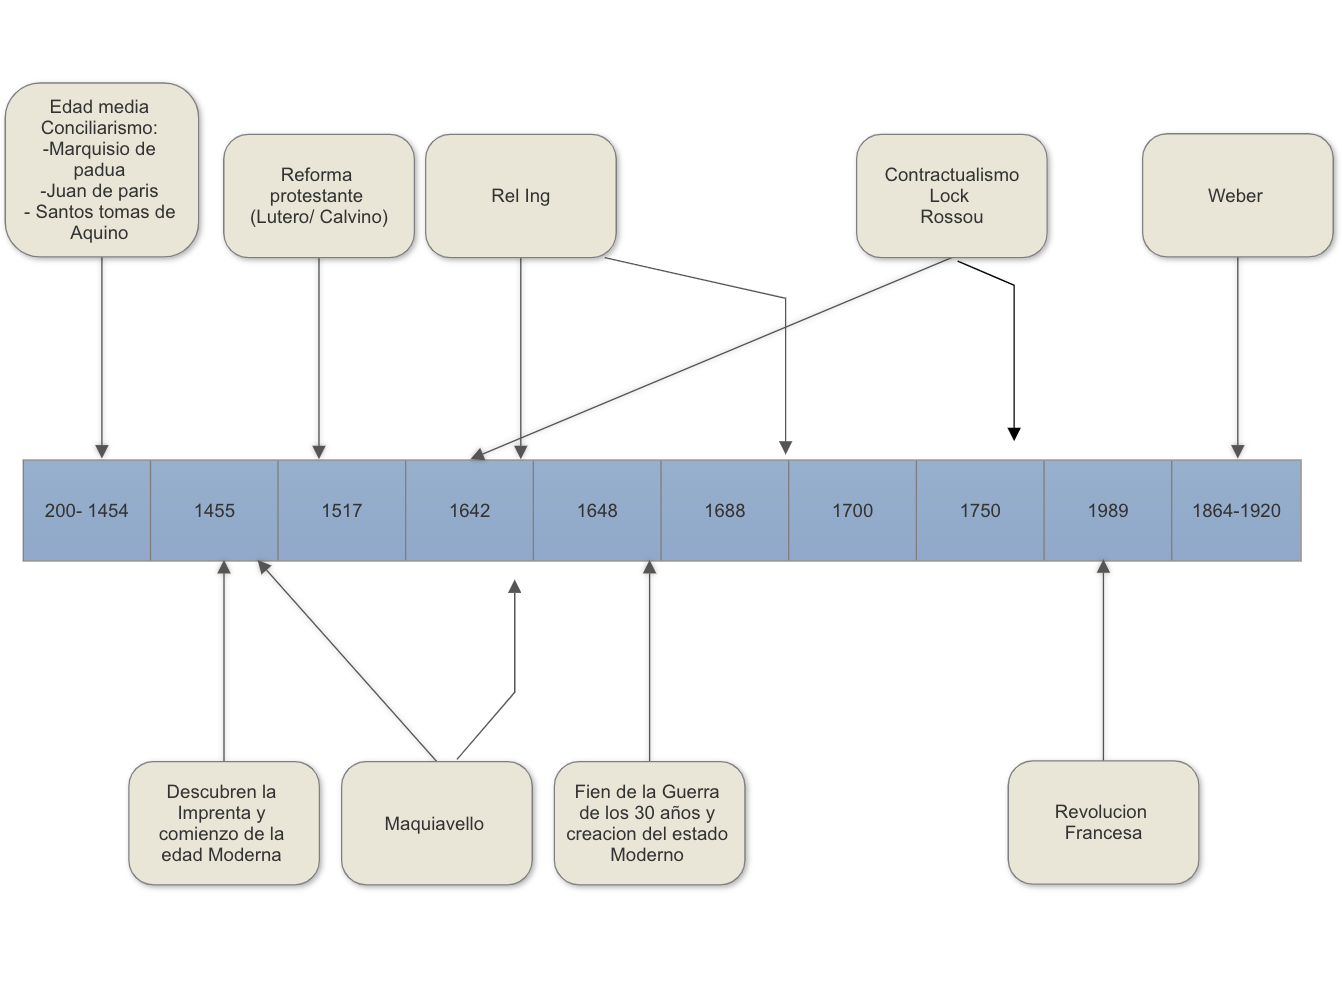 Edad media
Conciliarismo:
-Marquisio de
padua
-Juan de paris
- Santos tomas de
Aquino
Reforma
protestante
(Lutero/ Calvino)
Rel Ing
Contractualismo
Lock
Rossou
Weber
200- 1454
1455
1517
1642
1648
1688
1700
1750
1989
1864-1920
Descubren la
Imprenta y
comienzo de la
edad Moderna
Maquiavello
Fien de la Guerra
de los 30 años y
creacion del estado
Moderno
Revolucion
Francesa